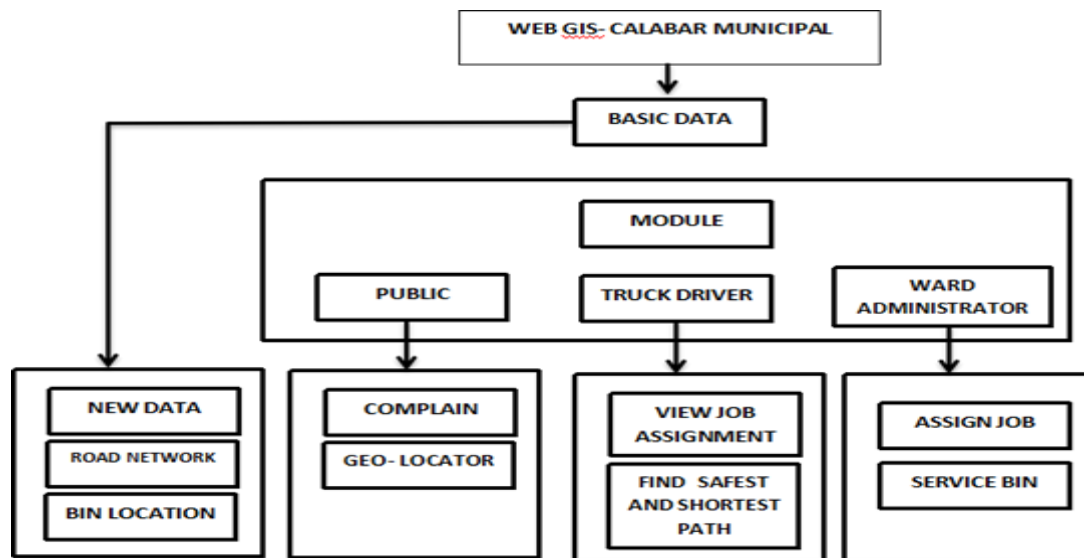 WEB GIS- CALABAR MUNICIPAL
BASIC DATA
MODULE
PUBLIC
TRUCK DRIVER
WARD
ADMINISTRATOR
NEW DATA
ROAD NETWORK
BIN LOCATION
COMPLAIN
GEO- LOCATOR
VIEW JOB
ASSIGNMENT
FIND SAFEST
AND SHORTEST
PATH
ASSIGN JOB
SERVICE BIN